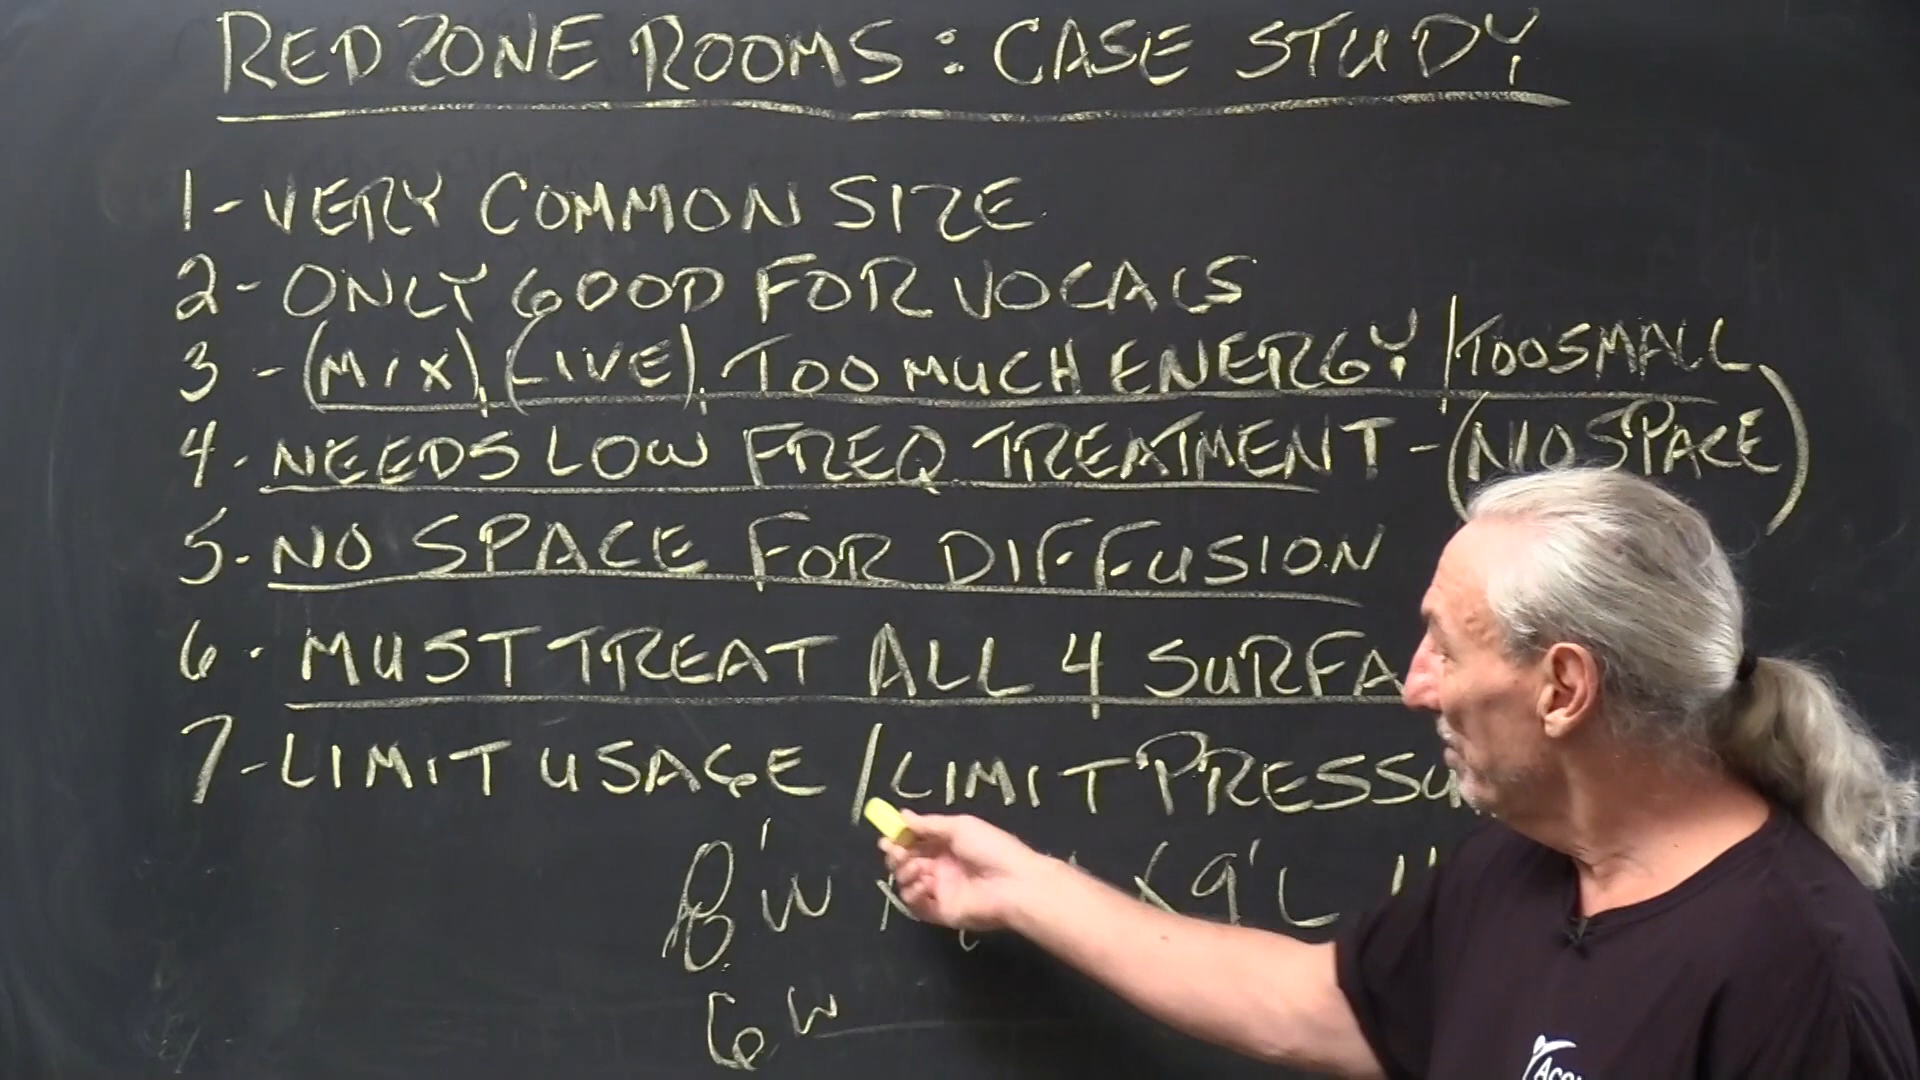 RED ZONE ROOMS : CASE STUDY
1 - VERY COMMON SIZE
2 - ONLY GOOD FOR VOCALS
3 - (MIX), (LIVE), TOO MUCH ENERGY / TOO SMALL
4 - NEEDS LOW FREQ TREATMENT - (NO SPACE)
5 - NO SPACE FOR DIFFUSION
6 - MUST TREAT ALL 4 SURFA
7 - LIMIT USAGE / LIMIT PRESSU
8' W X X 9' L
6 W